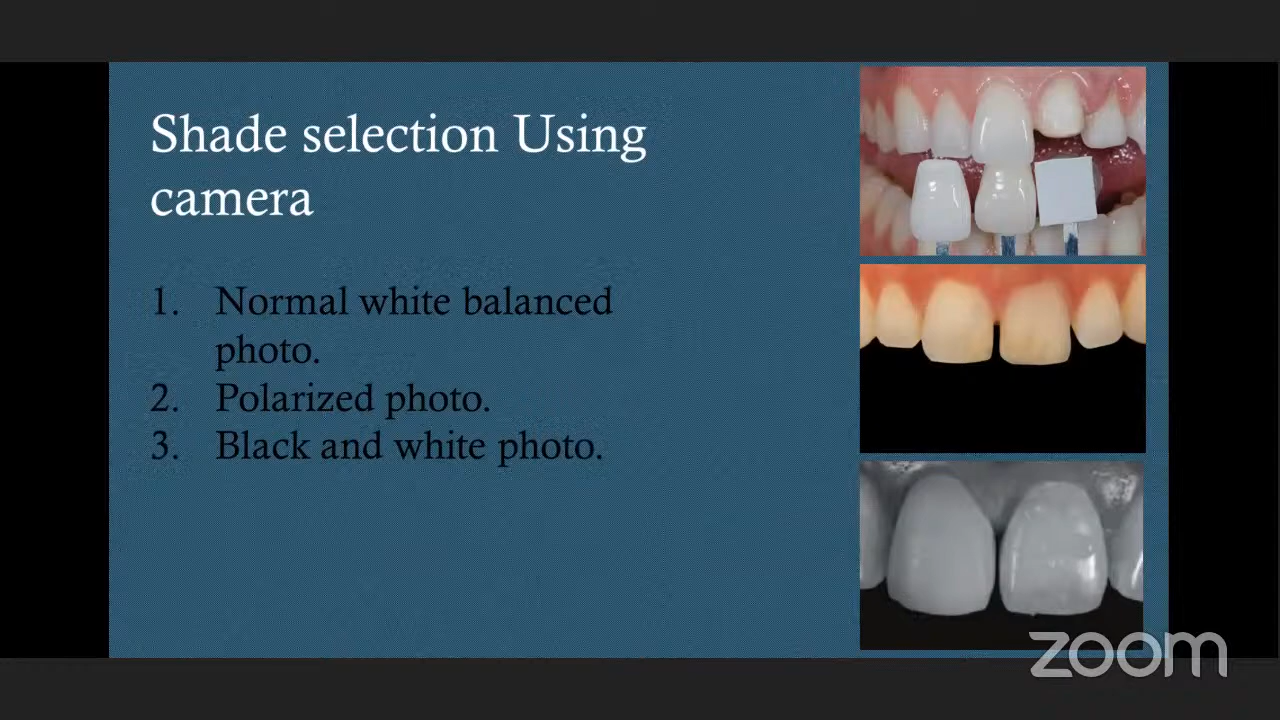 Shade selection Using
camera
1. Normal white balanced
photo.
2. Polarized photo.
3. Black and white photo.
zoom